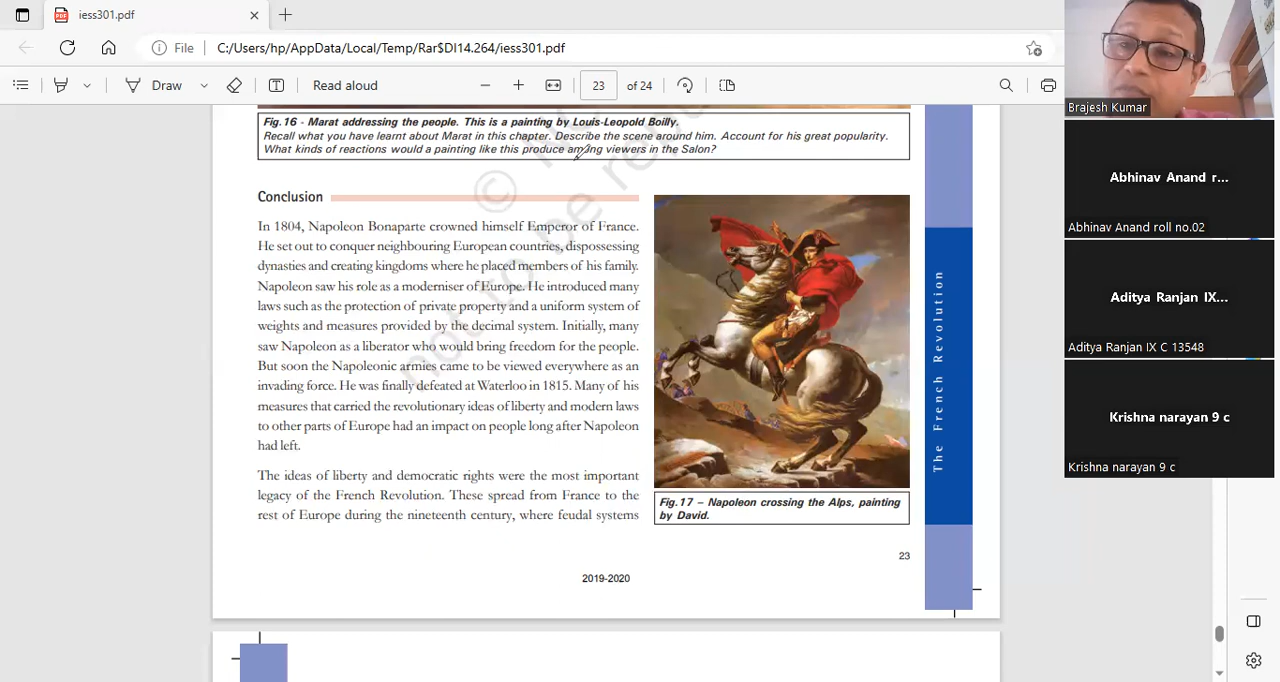 iess301.pdf
File
C:/Users/hp/AppData/Local/Temp/Rar$DI14.264/iess301.pdf
Draw
Read aloud
23
of 24
Fig.16 - Marat addressing the people. This is a painting by Louis-Leopold Boilly.
Recall what you have learnt about Marat in this chapter. Describe the scene around him. Account for his great popularity.
What kinds of reactions would a painting like this produce among viewers in the Salon?
Conclusion
In 1804, Napoleon Bonaparte crowned himself Emperor of France.
He set out to conquer neighbouring European countries, dispossessing
dynasties and creating kingdoms where he placed members of his family.
Napoleon saw his role as a moderniser of Europe. He introduced many
laws such as the protection of private property and a uniform system of
weights and measures provided by the decimal system. Initially, many
saw Napoleon as a liberator who would bring freedom for the people.
But soon the Napoleonic armies came to be viewed everywhere as an
invading force. He was finally defeated at Waterloo in 1815. Many of his
measures that carried the revolutionary ideas of liberty and modern laws
to other parts of Europe had an impact on people long after Napoleon
had left.
The ideas of liberty and democratic rights were the most important
legacy of the French Revolution. These spread from France to the
rest of Europe during the nineteenth century, where feudal systems
Fig.17 – Napoleon crossing the Alps, painting
by David.
The French Revolution
23
2019-2020
©
not to be
Brajesh Kumar
Abhinav Anand r...
Abhinav Anand roll no.02
Aditya Ranjan IX...
Aditya Ranjan IX C 13548
Krishna narayan 9 c
Krishna narayan 9 c